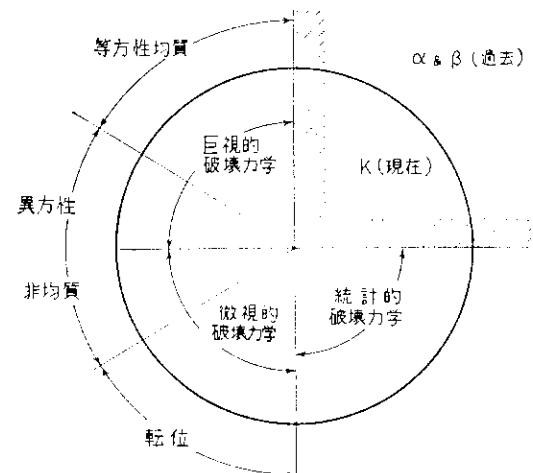 等方性均質
α & β (過去)
巨視的
破壊力学
K(現在)
異方性
非均質
微視的
破壊力学
統計的
破壊力学
転位